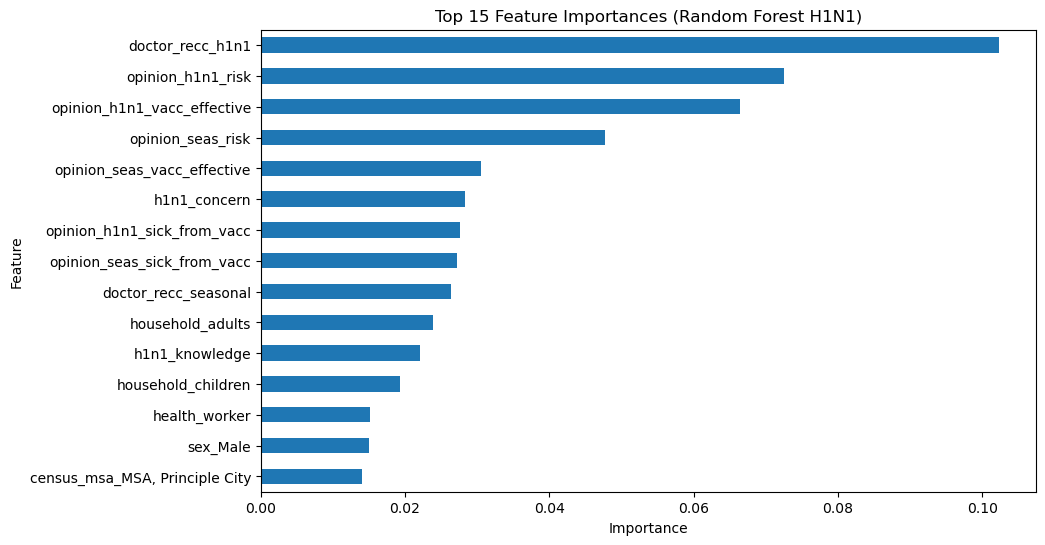 Top 15 Feature Importances (Random Forest H1N1)
Feature
doctor_recc_h1n1
opinion_h1n1_risk
opinion_h1n1_vacc_effective
opinion_seas_risk
opinion_seas_vacc_effective
h1n1_concern
opinion_h1n1_sick_from_vacc
opinion_seas_sick_from_vacc
doctor_recc_seasonal
household_adults
h1n1_knowledge
household_children
health_worker
sex_Male
census_msa_MSA, Principle City
0.00 0.02 0.04 0.06 0.08 0.10
Importance